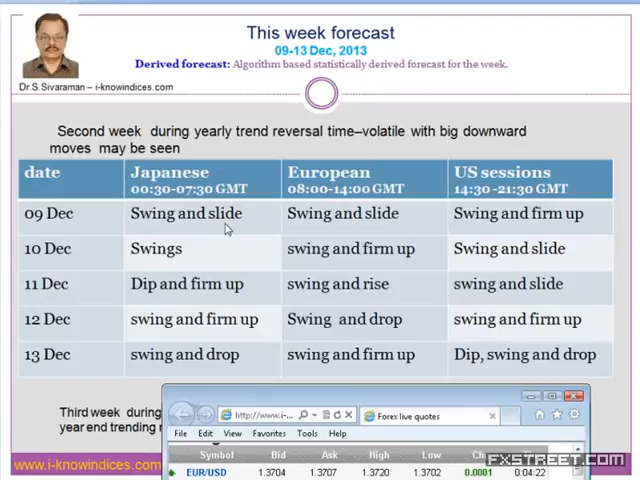 This week forecast
09-13 Dec, 2013
Derived forecast: Algorithm based statistically derived forecast for the week.
Dr.S.Sivaraman – i-knowindices.com
Second week during yearly trend reversal time–volatile with big downward
moves may be seen
date Japanese European US sessions
00:30-07:30 GMT 08:00-14:00 GMT 14:30 -21:30 GMT
09 Dec Swing and slide Swing and slide Swing and firm up
10 Dec Swings swing and firm up Swing and slide
11 Dec Dip and firm up swing and rise swing and slide
12 Dec swing and firm up Swing and drop swing and firm up
13 Dec swing and drop swing and firm up Dip, swing and drop
Third week during
year end trending
www.i-knowindices.com
http://www.i-... Forex live quotes
File Edit View Favorites Tools Help
Symbol Bid Ask High Low
EUR/USD 1.3704 1.3707 1.3720 1.3702 0.0001 0:04:22
FXSTREET.COM